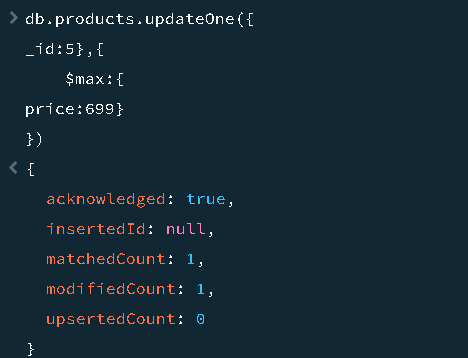 > db.products.updateOne({
_id:5},{
    $max:{
price:699}
})
< {
  acknowledged: true,
  insertedId: null,
  matchedCount: 1,
  modifiedCount: 1,
  upsertedCount: 0
}